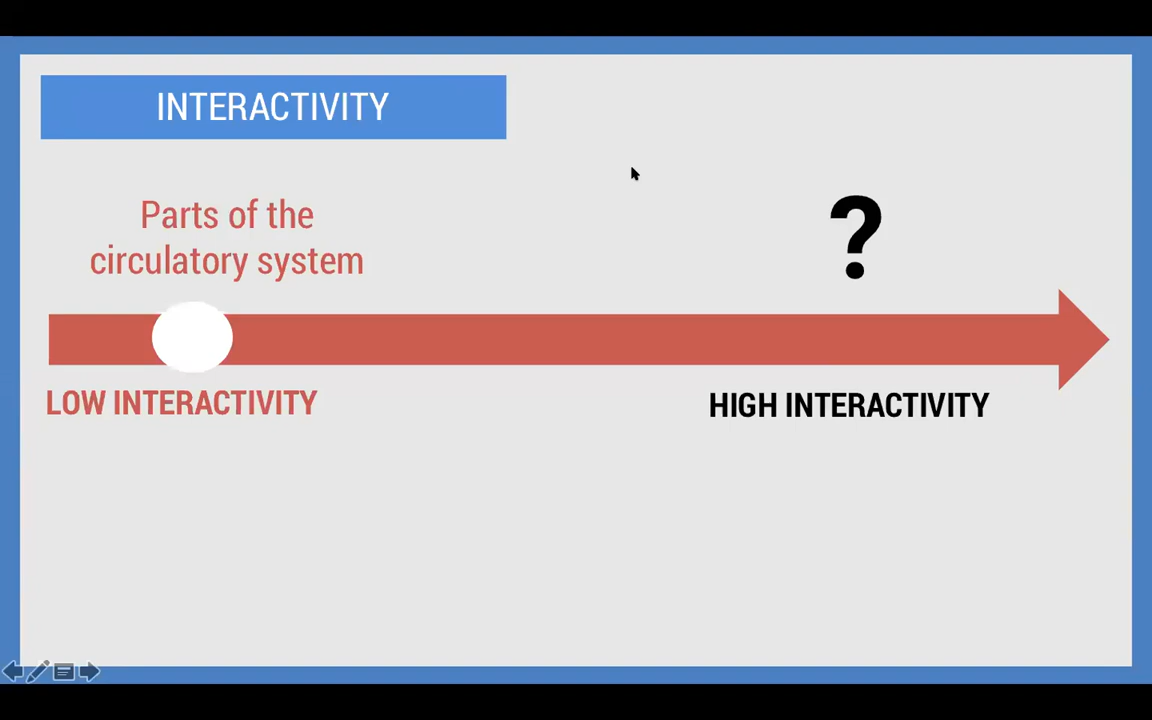 INTERACTIVITY
Parts of the
circulatory system
?
LOW INTERACTIVITY
HIGH INTERACTIVITY